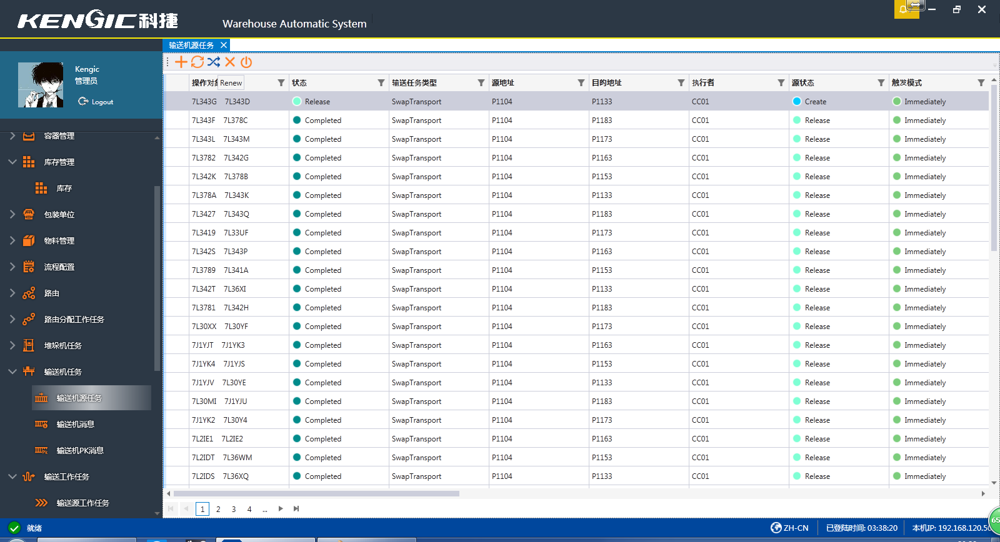 KENGIC科捷
Warehouse Automatic System
Kengic
管理员
Logout
容器管理
库存管理
库存
包装单位
物料管理
流程配置
路由
路由分配工作任务
堆垛机任务
输送机任务
输送机源任务
输送机消息
输送机PK消息
输送工作任务
输送源工作任务
输送机源任务
操作对 Renew 状态 输送任务类型 源地址 目的地址 执行者 源状态 触发模式
7L343G 7L343D Release SwapTransport P1104 P1133 CC01 Create Immediately
7L343F 7L378C Completed SwapTransport P1104 P1183 CC01 Release Immediately
7L343L 7L343M Completed SwapTransport P1104 P1173 CC01 Release Immediately
7L3782 7L342G Completed SwapTransport P1104 P1163 CC01 Release Immediately
7L342K 7L378B Completed SwapTransport P1104 P1153 CC01 Release Immediately
7L378A 7L343K Completed SwapTransport P1104 P1133 CC01 Release Immediately
7L3427 7L343Q Completed SwapTransport P1104 P1183 CC01 Release Immediately
7L3419 7L33UF Completed SwapTransport P1104 P1173 CC01 Release Immediately
7L342S 7L343P Completed SwapTransport P1104 P1163 CC01 Release Immediately
7L3789 7L341A Completed SwapTransport P1104 P1153 CC01 Release Immediately
7L342T 7L36XI Completed SwapTransport P1104 P1133 CC01 Release Immediately
7L3781 7L342H Completed SwapTransport P1104 P1183 CC01 Release Immediately
7L30XX 7L30YF Completed SwapTransport P1104 P1173 CC01 Release Immediately
7J1YJT 7J1YK3 Completed SwapTransport P1104 P1163 CC01 Release Immediately
7J1YK4 7J1YJS Completed SwapTransport P1104 P1153 CC01 Release Immediately
7J1YJV 7L30YE Completed SwapTransport P1104 P1133 CC01 Release Immediately
7L30MI 7J1YJU Completed SwapTransport P1104 P1183 CC01 Release Immediately
7J1YK2 7L30Y4 Completed SwapTransport P1104 P1173 CC01 Release Immediately
7L2IE1 7L2IE2 Completed SwapTransport P1104 P1163 CC01 Release Immediately
7L2IDT 7L36WM Completed SwapTransport P1104 P1153 CC01 Release Immediately
7L2IDS 7L36XQ Completed SwapTransport P1104 P1133 CC01 Release Immediately
1 2 3 4 ...
就绪
ZH-CN 已登陆时间: 03:38:20 本机IP: 192.168.120.5
65